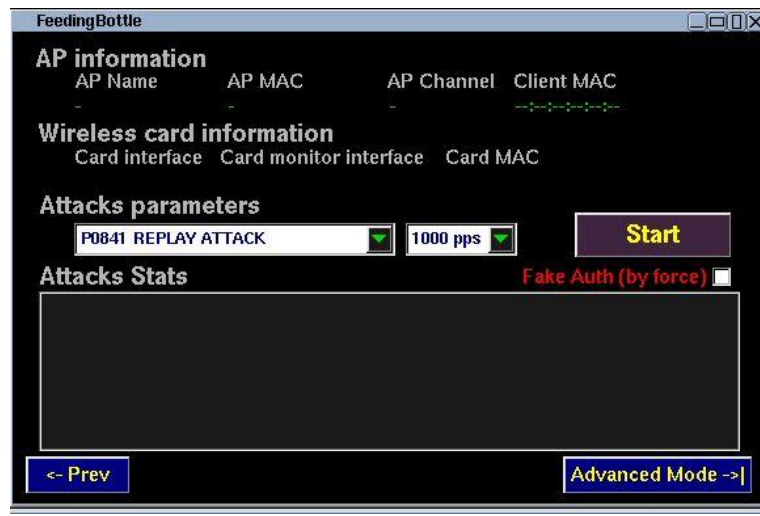 FeedingBottle
AP information
AP Name AP MAC AP Channel Client MAC
- - - --:--:--:--:--:--
Wireless card information
Card interface Card monitor interface Card MAC
Attacks parameters
P0841 REPLAY ATTACK 1000 pps Start
Attacks Stats Fake Auth (by force)
<- Prev Advanced Mode ->|